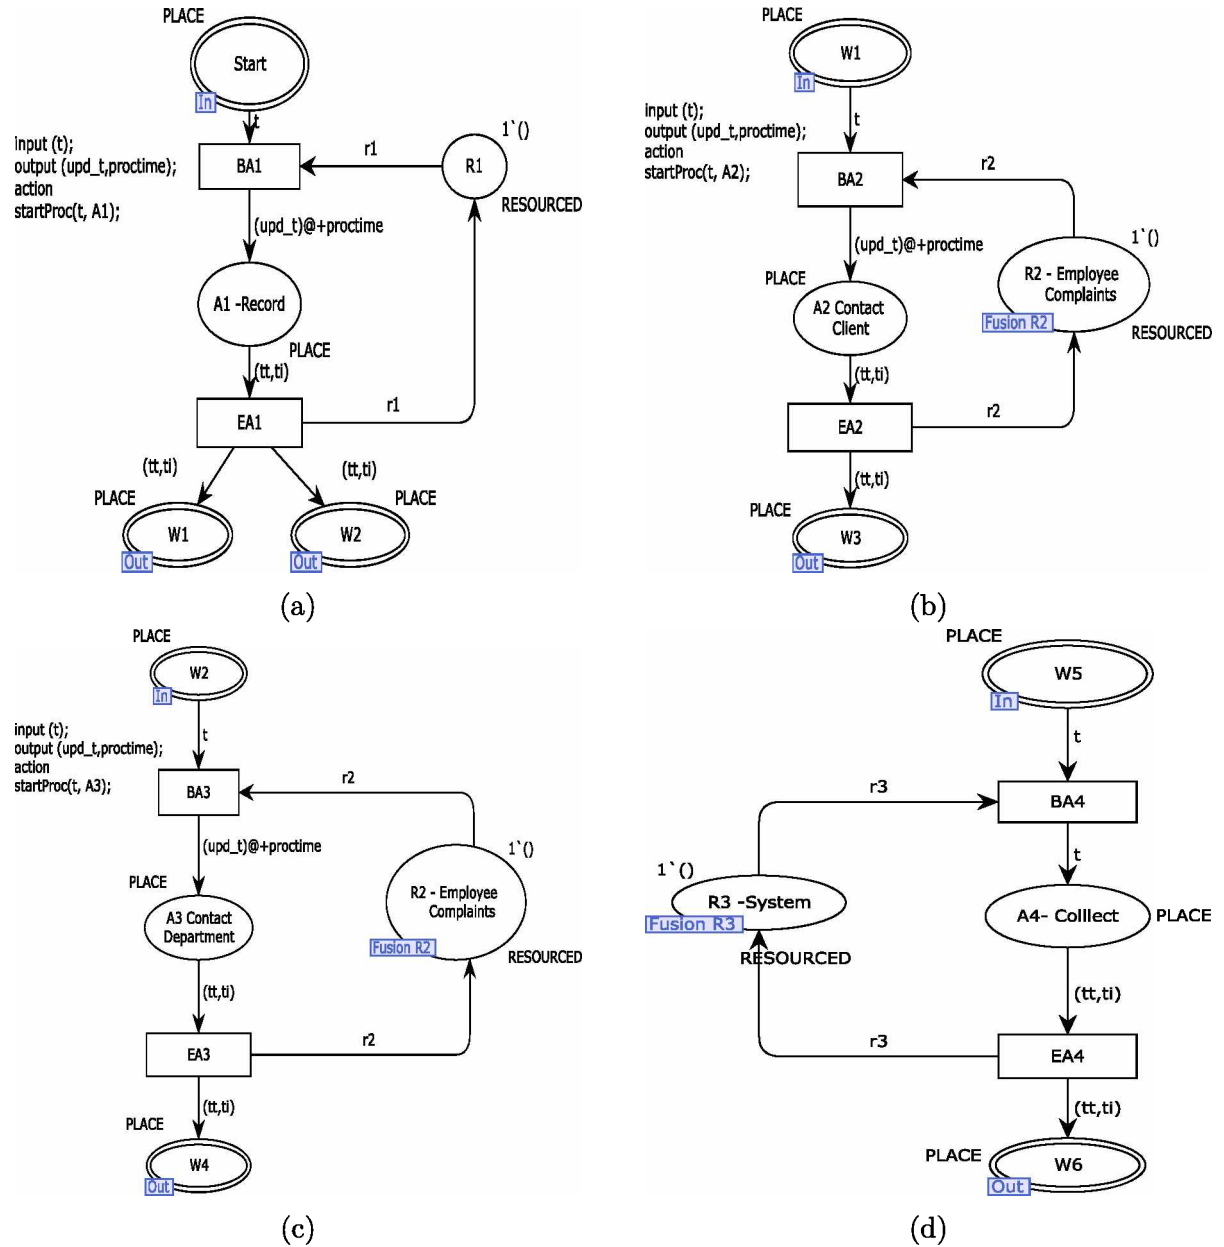 PLACE
Start
In
t
input (t);
output (upd_t,proctime);
action
startProc(t, A1);
BA1
r1
1`()
R1
RESOURCED
(upd_t)@+proctime
A1 -Record
PLACE
(tt,ti)
EA1
r1
(tt,ti)
(tt,ti)
PLACE
PLACE
W1
W2
Out
Out
(a)
PLACE
W1
In
t
input (t);
output (upd_t,proctime);
action
startProc(t, A2);
BA2
r2
(upd_t)@+proctime
1`()
R2 - Employee
Complaints
Fusion R2
RESOURCED
PLACE
A2 Contact
Client
(tt,ti)
EA2
r2
(tt,ti)
PLACE
W3
Out
(b)
PLACE
W2
In
t
input (t);
output (upd_t,proctime);
action
startProc(t, A3);
BA3
r2
(upd_t)@+proctime
1`()
R2 - Employee
Complaints
Fusion R2
RESOURCED
PLACE
A3 Contact
Department
(tt,ti)
EA3
r2
(tt,ti)
PLACE
W4
Out
(c)
PLACE
W5
In
t
r3
BA4
t
1`()
R3 -System
Fusion R3
RESOURCED
A4- Colllect
PLACE
(tt,ti)
r3
EA4
(tt,ti)
PLACE
W6
Out
(d)